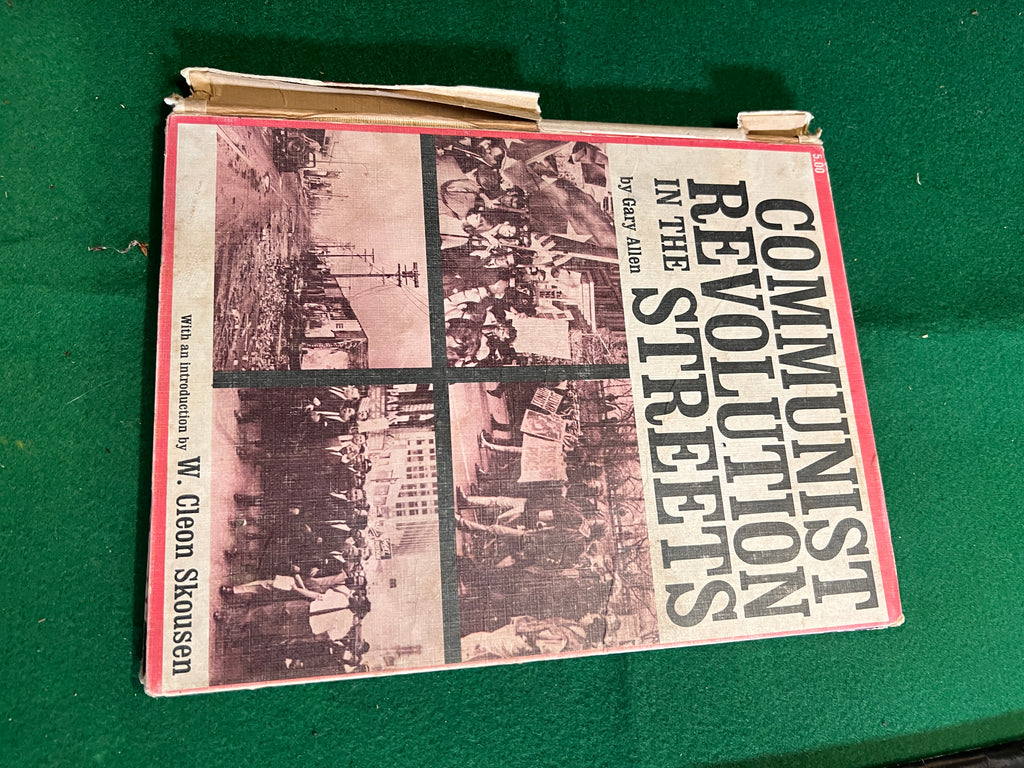 5.00
COMMUNIST
REVOLUTION
IN THE STREETS
by Gary Allen
With an introduction by W. Cleon Skousen